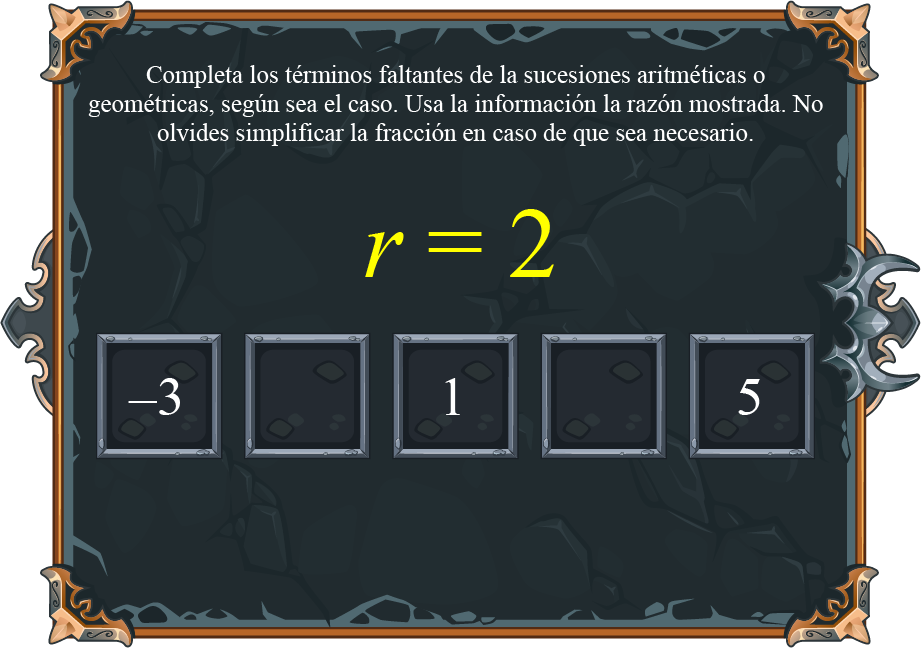 Completa los términos faltantes de la sucesiones aritméticas o
geométricas, según sea el caso. Usa la información la razón mostrada. No
olvides simplificar la fracción en caso de que sea necesario.
r = 2
–3 1 5